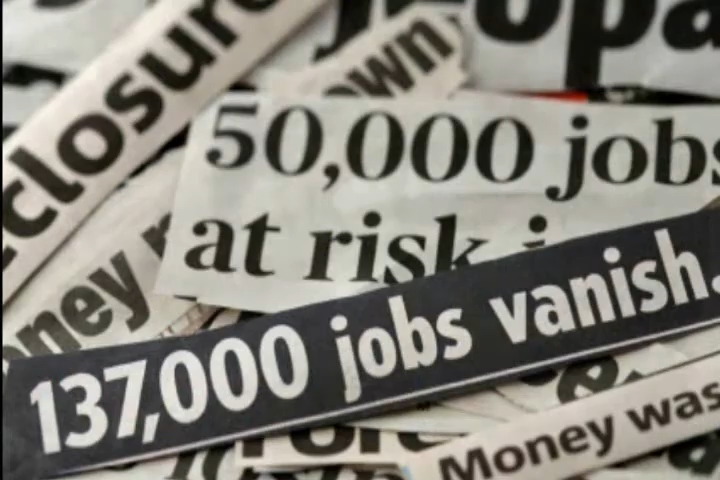 closure
own
50,000 jobs
at risk
oney
137,000 jobs vanish.
Money was